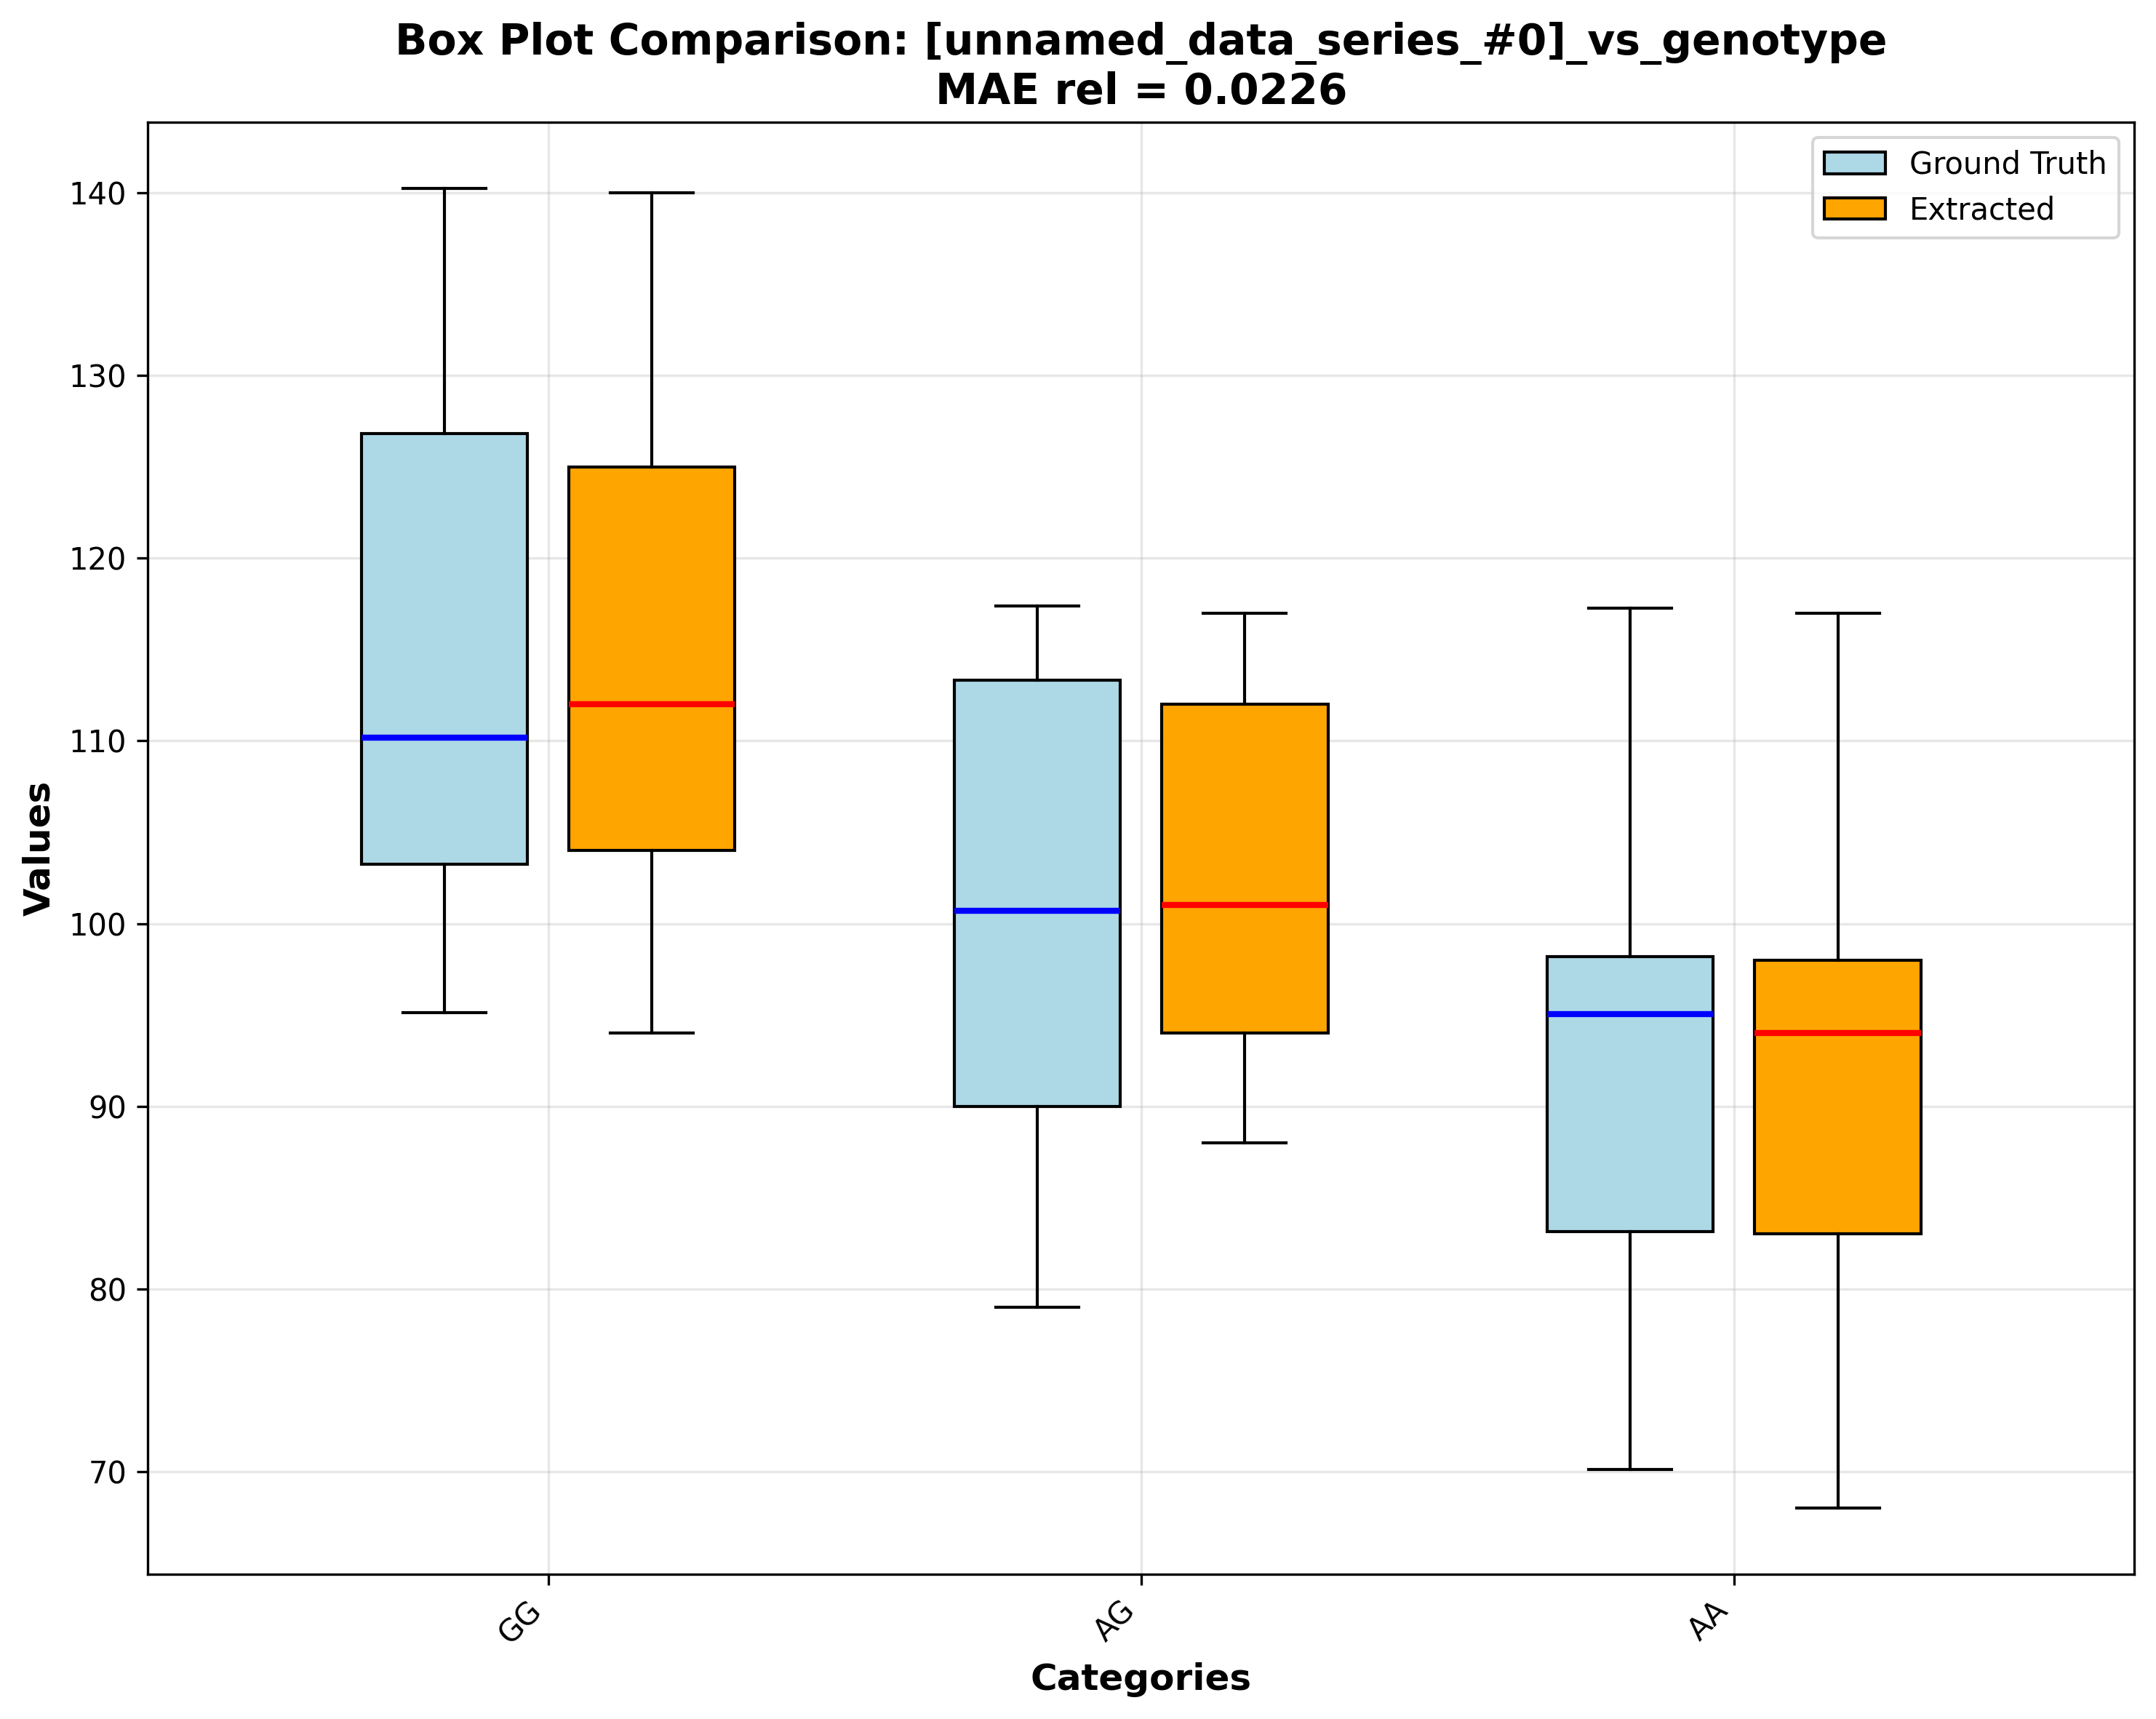 Box Plot Comparison: [unnamed_data_series_#0]_vs_genotype
MAE rel = 0.0226
Ground Truth
Extracted
140
130
120
110
100
90
80
70
Values
GG
AG
AA
Categories